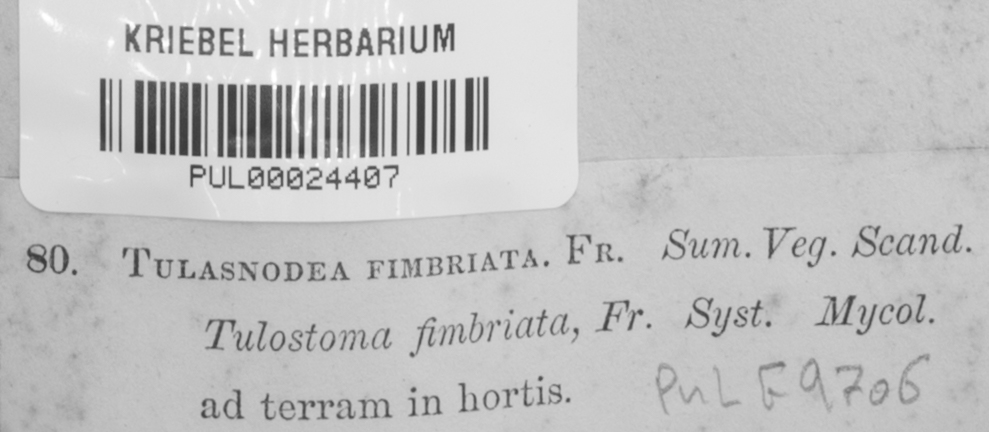 KRIEBEL HERBARIUM
PUL00024407
80. TULASNODEA FIMBRIATA. FR. Sum. Veg. Scand.
Tulostoma fimbriata, Fr. Syst. Mycol.
ad terram in hortis. PUL F9706